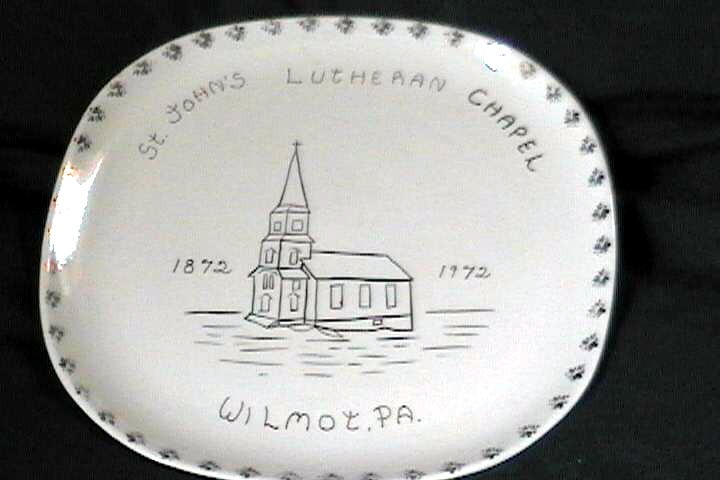 St. JOHN'S LUTHERAN CHAPEL
1872 1972
WILMOT, PA.